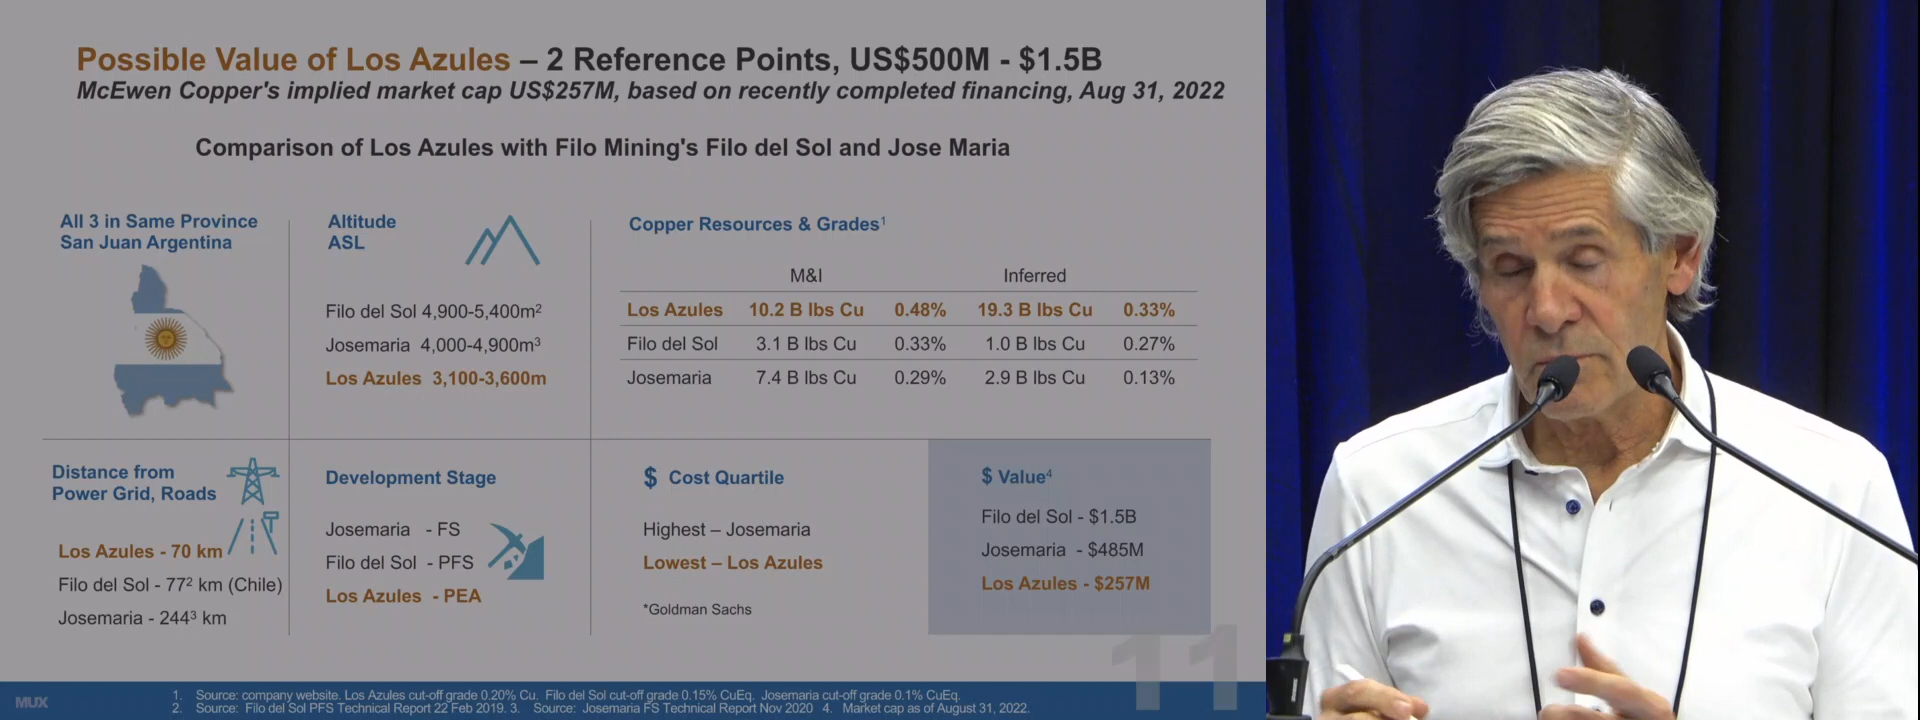 Possible Value of Los Azules – 2 Reference Points, US$500M - $1.5B
McEwen Copper's implied market cap US$257M, based on recently completed financing, Aug 31, 2022
Comparison of Los Azules with Filo Mining's Filo del Sol and Jose Maria
All 3 in Same Province
San Juan Argentina
Altitude
ASL
Filo del Sol 4,900-5,400m²
Josemaria 4,000-4,900m³
Los Azules 3,100-3,600m
Copper Resources & Grades¹
M&I Inferred
Los Azules 10.2 B lbs Cu 0.48% 19.3 B lbs Cu 0.33%
Filo del Sol 3.1 B lbs Cu 0.33% 1.0 B lbs Cu 0.27%
Josemaria 7.4 B lbs Cu 0.29% 2.9 B lbs Cu 0.13%
Distance from
Power Grid, Roads
Los Azules - 70 km
Filo del Sol - 77² km (Chile)
Josemaria - 244³ km
Development Stage
Josemaria - FS
Filo del Sol - PFS
Los Azules - PEA
$ Cost Quartile
Highest – Josemaria
Lowest – Los Azules
*Goldman Sachs
$ Value⁴
Filo del Sol - $1.5B
Josemaria - $485M
Los Azules - $257M
11
MUX
1. Source: company website. Los Azules cut-off grade 0.20% Cu. Filo del Sol cut-off grade 0.15% CuEq. Josemaria cut-off grade 0.1% CuEq.
2. Source: Filo del Sol PFS Technical Report 22 Feb 2019. 3. Source: Josemaria FS Technical Report Nov 2020 4. Market cap as of August 31, 2022.